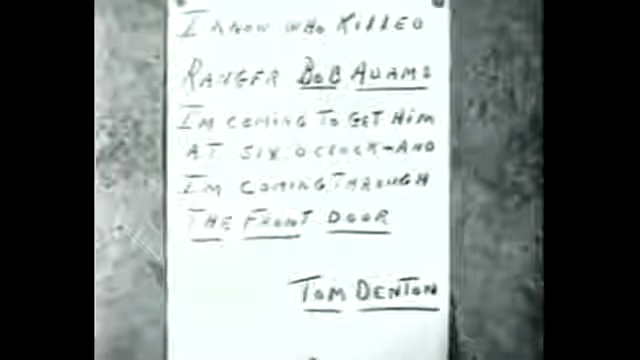 I KNOW WHO KILLED
RANGER BOB ADAMS
I'M COMING TO GET HIM
AT SIX O'CLOCK-AND
I'M COMING THROUGH
THE FRONT DOOR
TOM DENTON